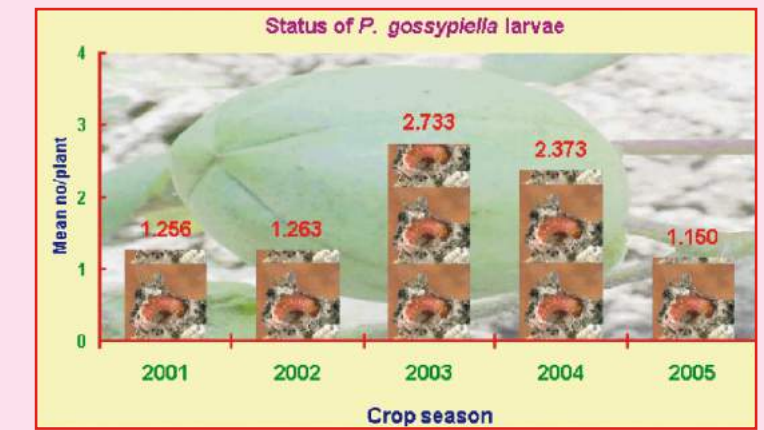 Status of P. gossypiella larvae
4
3
2
1
0
Mean no/plant
1.256
1.263
2.733
2.373
1.150
2001 2002 2003 2004 2005
Crop season